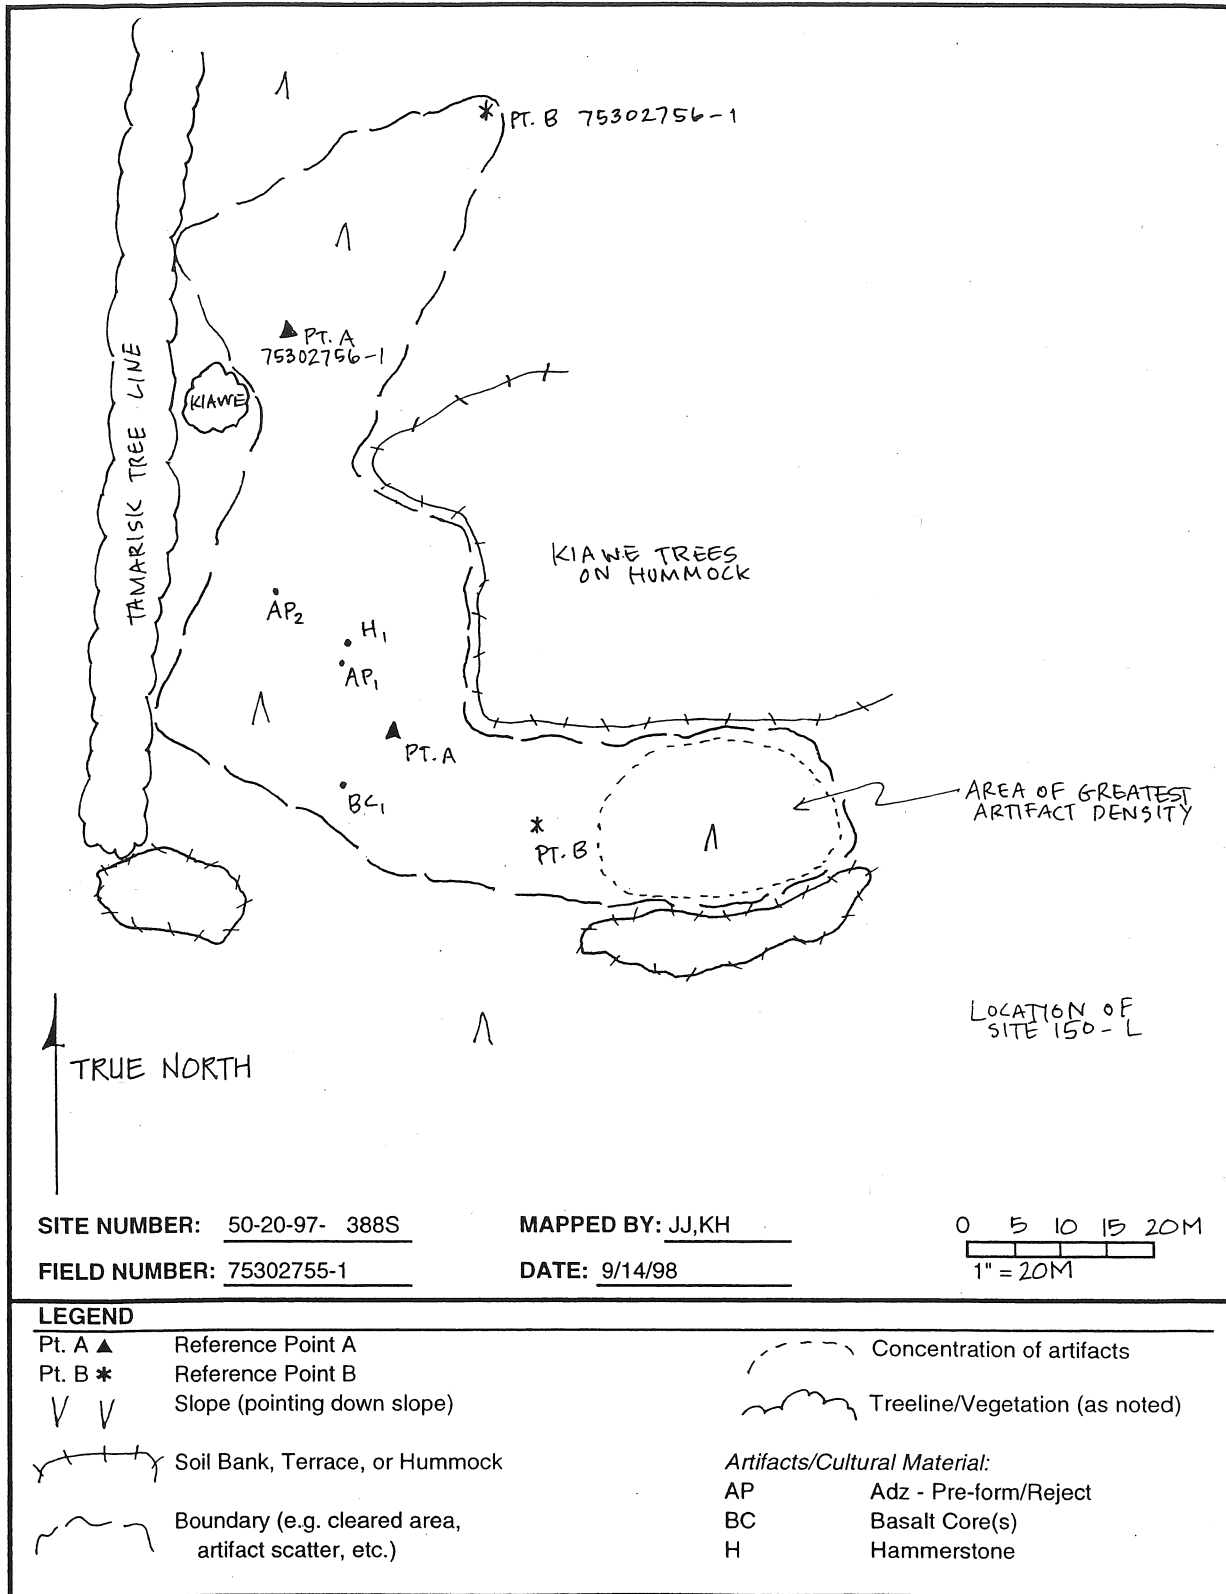 PT. B 75302756-1
PT. A
75302756-1
KIAWE
TAMARISK TREE LINE
KIAWE TREES
ON HUMMOCK
AP2
H1
AP1
PT. A
BC1
PT. B
AREA OF GREATEST
ARTIFACT DENSITY
LOCATION OF
SITE 150-L
TRUE NORTH
SITE NUMBER: 50-20-97- 388S
MAPPED BY: JJ,KH
0 5 10 15 20M
FIELD NUMBER: 75302755-1
DATE: 9/14/98
1" = 20M
LEGEND
Pt. A ▲ Reference Point A
Pt. B * Reference Point B
Slope (pointing down slope)
Soil Bank, Terrace, or Hummock
Boundary (e.g. cleared area,
artifact scatter, etc.)
Concentration of artifacts
Treeline/Vegetation (as noted)
Artifacts/Cultural Material:
AP Adz - Pre-form/Reject
BC Basalt Core(s)
H Hammerstone